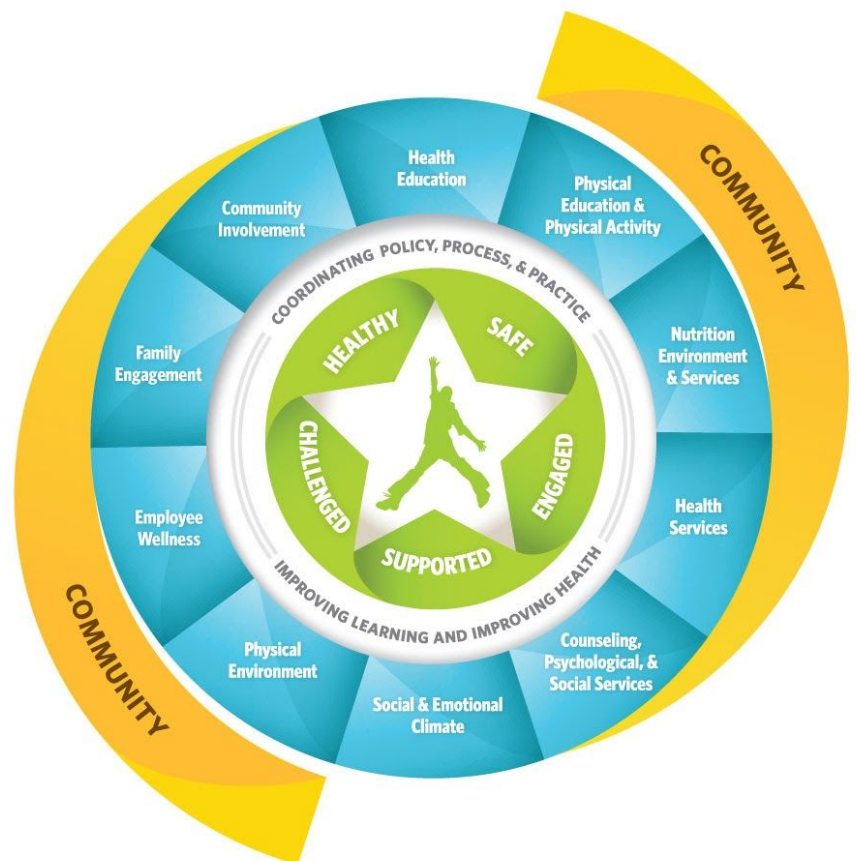 COMMUNITY
Health
Education
Physical
Education &
Physical Activity
Nutrition
Environment
& Services
Health
Services
Counseling,
Psychological, &
Social Services
Social & Emotional
Climate
Physical
Environment
Employee
Wellness
Family
Engagement
Community
Involvement
COORDINATING POLICY, PROCESS, & PRACTICE
IMPROVING LEARNING AND IMPROVING HEALTH
HEALTHY
SAFE
ENGAGED
SUPPORTED
CHALLENGED
COMMUNITY